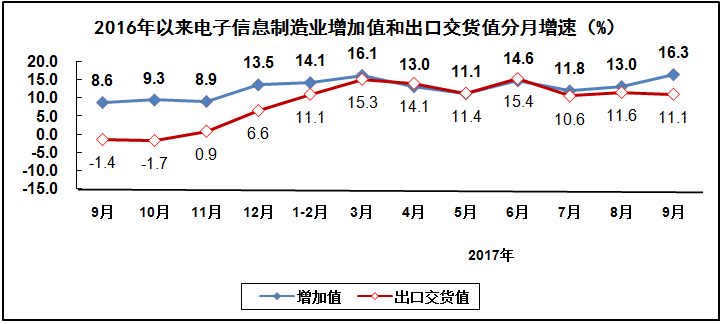 2016年以来电子信息制造业增加值和出口交货值分月增速（%）
20.0
15.0
10.0
5.0
0.0
-5.0
-10.0
-15.0
8.6 9.3 8.9 13.5 14.1 16.1 13.0 11.1 14.6 11.8 13.0 16.3
-1.4 -1.7 0.9 6.6 11.1 15.3 14.1 11.4 15.4 10.6 11.6 11.1
9月 10月 11月 12月 1-2月 3月 4月 5月 6月 7月 8月 9月
2017年
增加值 出口交货值